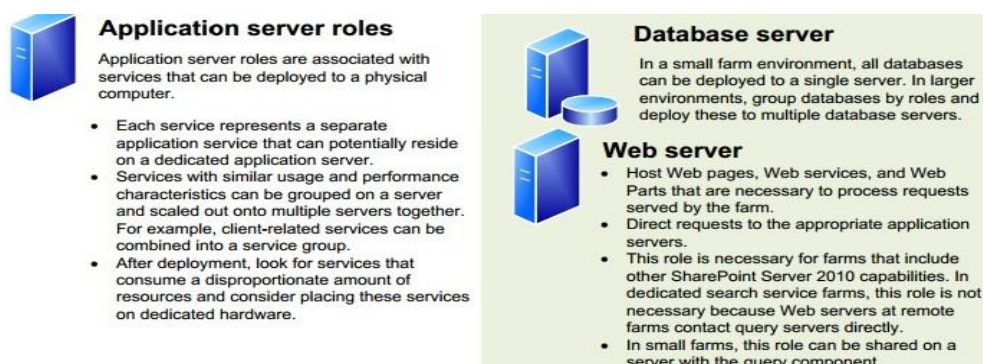 Application server roles
Application server roles are associated with
services that can be deployed to a physical
computer.
• Each service represents a separate
application service that can potentially reside
on a dedicated application server.
• Services with similar usage and performance
characteristics can be grouped on a server
and scaled out onto multiple servers together.
For example, client-related services can be
combined into a service group.
• After deployment, look for services that
consume a disproportionate amount of
resources and consider placing these services
on dedicated hardware.
Database server
In a small farm environment, all databases
can be deployed to a single server. In larger
environments, group databases by roles and
deploy these to multiple database servers.
Web server
• Host Web pages, Web services, and Web
Parts that are necessary to process requests
served by the farm.
• Direct requests to the appropriate application
servers.
• This role is necessary for farms that include
other SharePoint Server 2010 capabilities. In
dedicated search service farms, this role is not
necessary because Web servers at remote
farms contact query servers directly.
• In small farms, this role can be shared on a
server with the query component